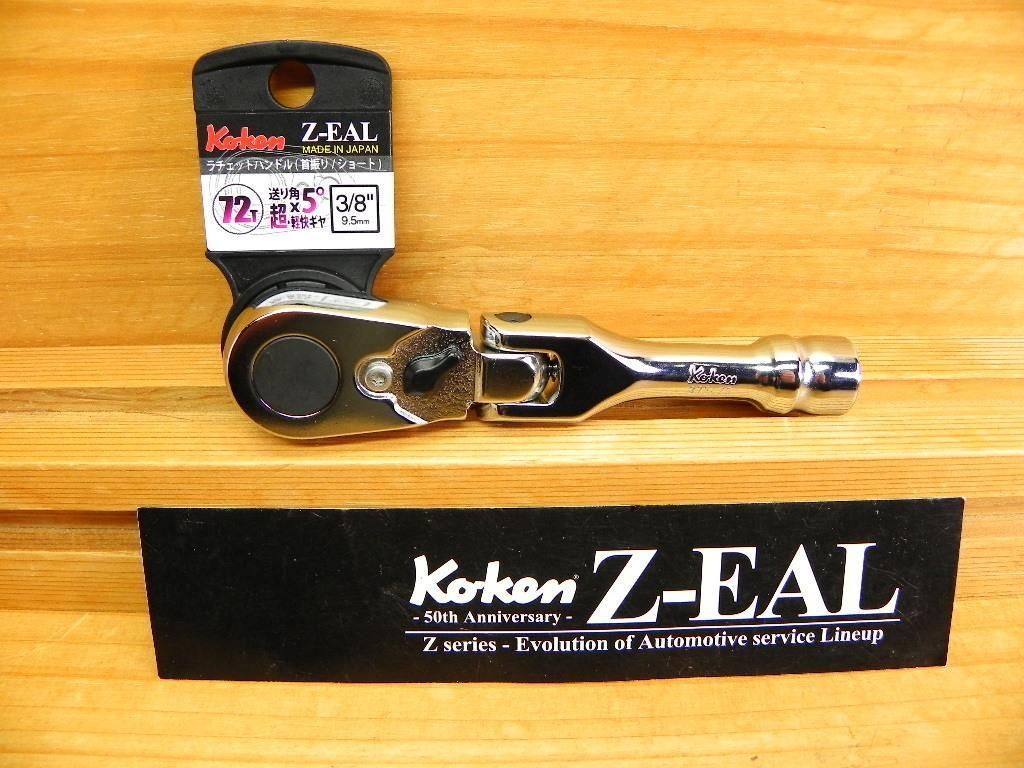 Ko-ken Z-EAL
MADE IN JAPAN
ラチェットハンドル(首振り/ショート)
72T 送り角 x 5°
超・軽快ギヤ
3/8"
9.5mm
Ko-ken
Ko-ken Z-EAL
- 50th Anniversary -
Z series - Evolution of Automotive service Lineup